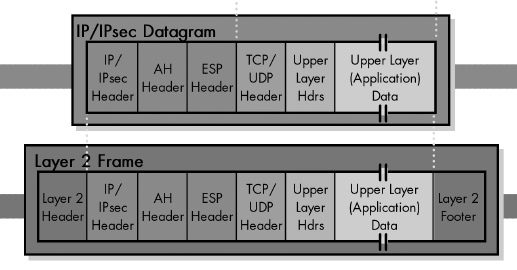 IP/IPsec Datagram
IP/ IPsec Header
AH Header
ESP Header
TCP/ UDP Header
Upper Layer Hdrs
Upper Layer (Application) Data
Layer 2 Frame
Layer 2 Header
IP/ IPsec Header
AH Header
ESP Header
TCP/ UDP Header
Upper Layer Hdrs
Upper Layer (Application) Data
Layer 2 Footer